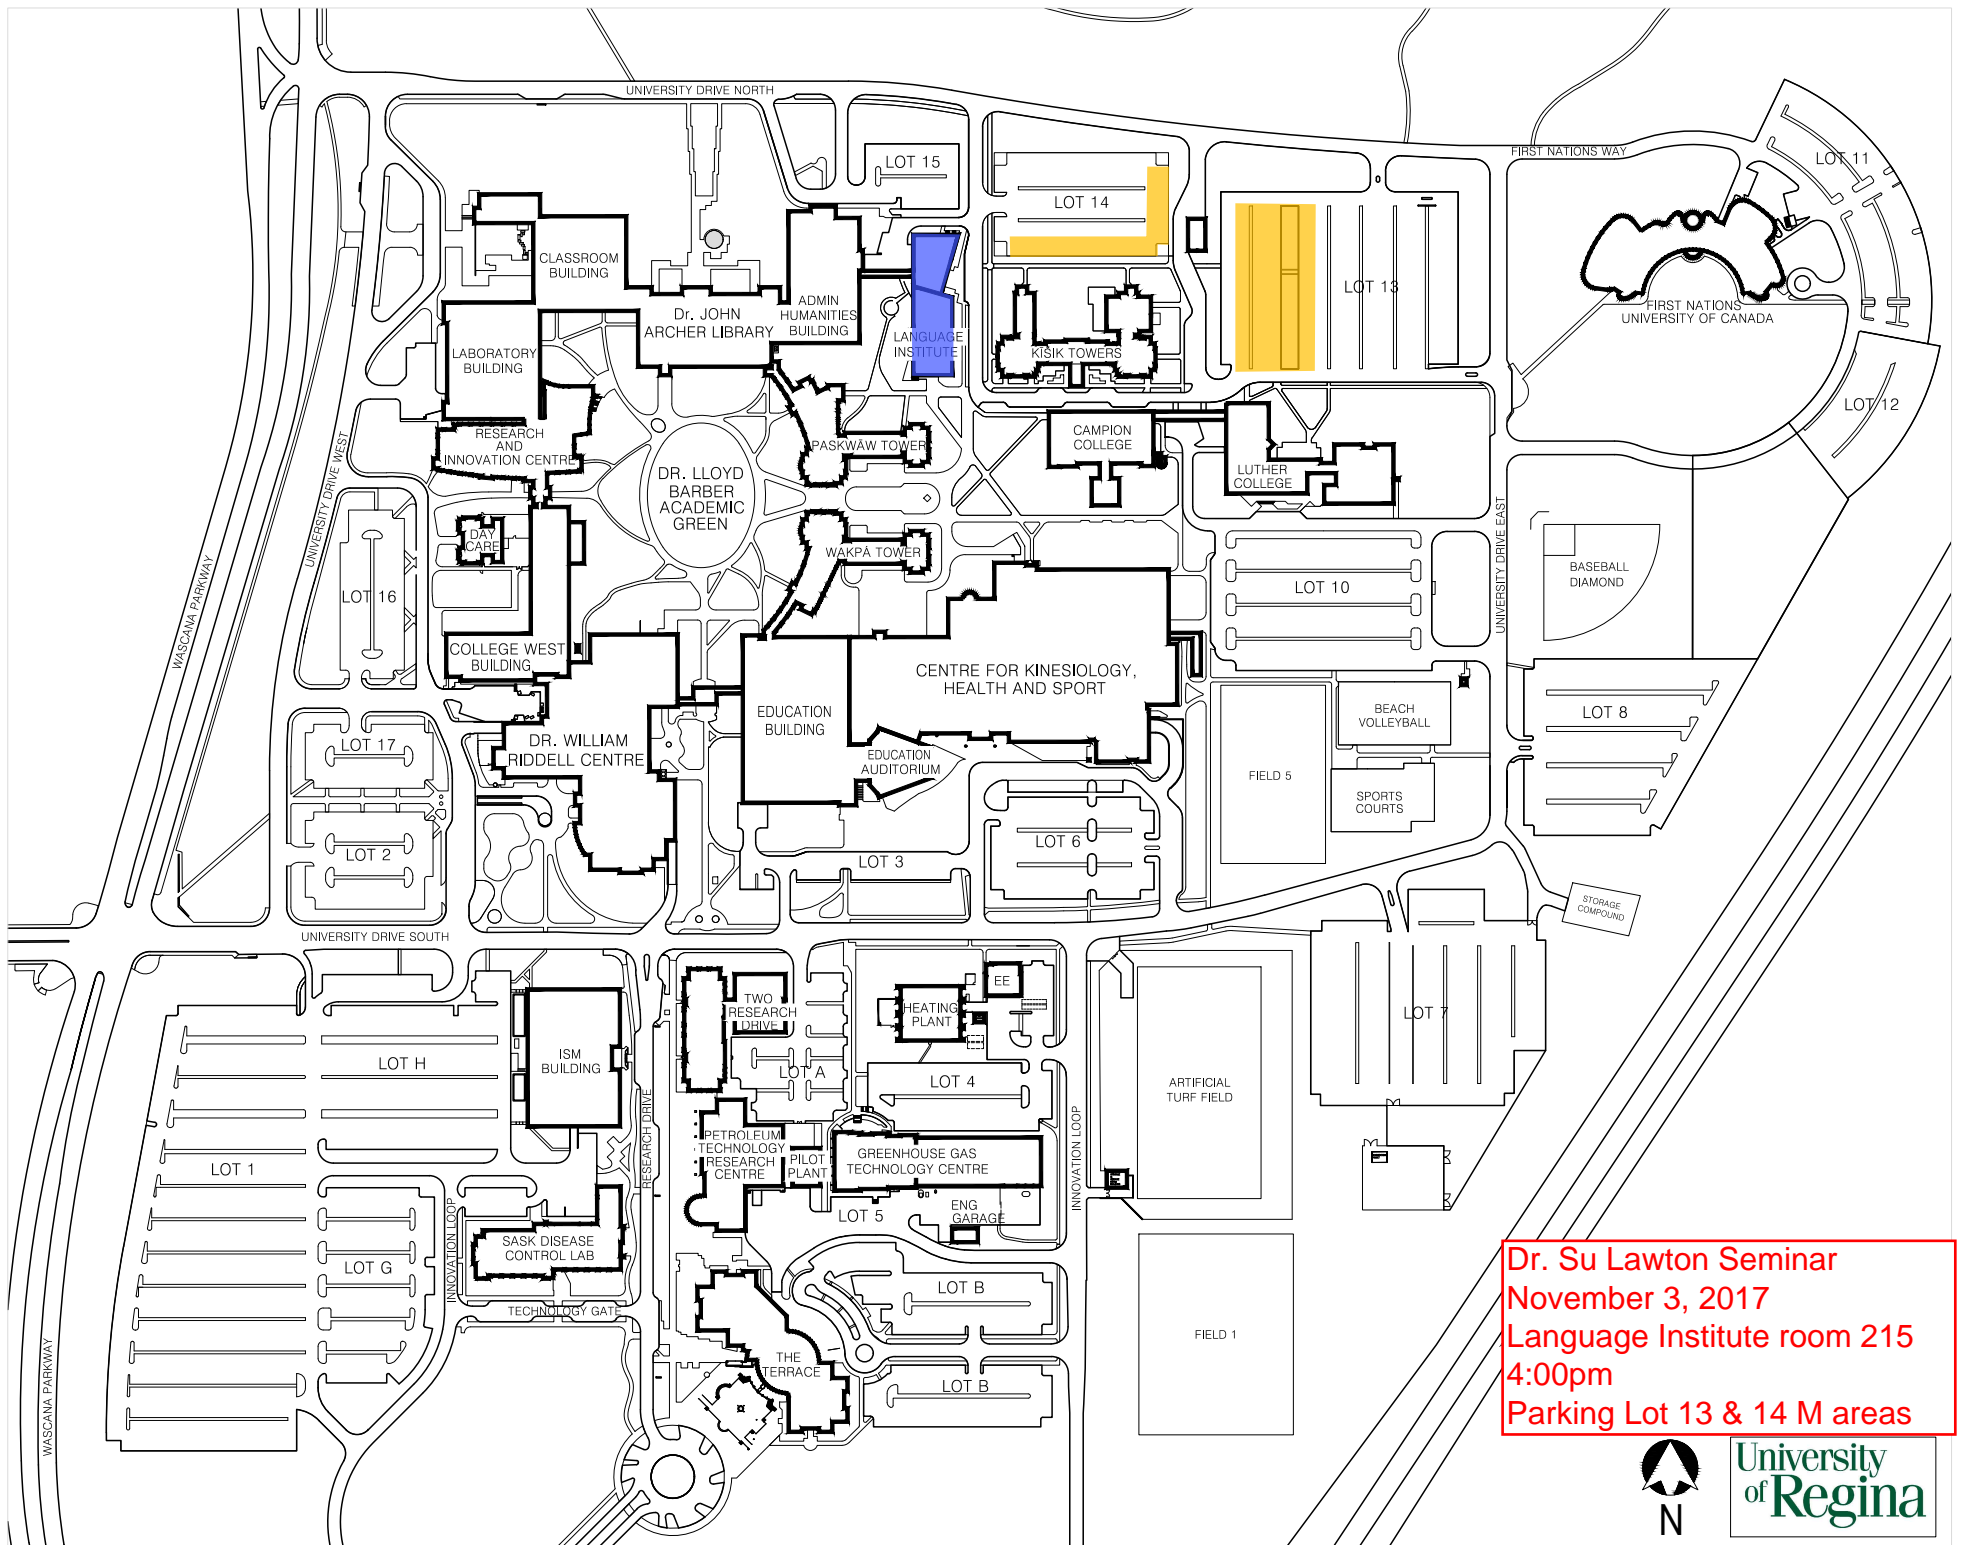 UNIVERSITY DRIVE NORTH
LOT 15
FIRST NATIONS WAY
LOT 11
LOT 14
CLASSROOM
BUILDING
ADMIN
HUMANITIES
BUILDING
Dr. JOHN
ARCHER LIBRARY
LANGUAGE
INSTITUTE
KĪSIK TOWERS
LOT 13
FIRST NATIONS
UNIVERSITY OF CANADA
LABORATORY
BUILDING
LOT 12
RESEARCH
AND
INNOVATION CENTRE
PASKWĀW TOWER
CAMPION
COLLEGE
LUTHER
COLLEGE
UNIVERSITY DRIVE WEST
DR. LLOYD
BARBER
ACADEMIC
GREEN
DAY
CARE
WAKPĀ TOWER
UNIVERSITY DRIVE EAST
BASEBALL
DIAMOND
WASCANA PARKWAY
LOT 16
LOT 10
COLLEGE WEST
BUILDING
CENTRE FOR KINESIOLOGY,
HEALTH AND SPORT
EDUCATION
BUILDING
BEACH
VOLLEYBALL
LOT 8
LOT 17
DR. WILLIAM
RIDDELL CENTRE
EDUCATION
AUDITORIUM
FIELD 5
SPORTS
COURTS
LOT 2
LOT 3
LOT 6
STORAGE
COMPOUND
UNIVERSITY DRIVE SOUTH
TWO
RESEARCH
DRIVE
HEATING
PLANT
EE
LOT 7
LOT H
ISM
BUILDING
LOT A
LOT 4
ARTIFICIAL
TURF FIELD
RESEARCH DRIVE
PETROLEUM
TECHNOLOGY
RESEARCH
CENTRE
PILOT
PLANT
GREENHOUSE GAS
TECHNOLOGY CENTRE
INNOVATION LOOP
LOT 1
LOT 5
ENG
GARAGE
INNOVATION LOOP
SASK DISEASE
CONTROL LAB
LOT G
LOT B
TECHNOLOGY GATE
FIELD 1
THE
TERRACE
LOT B
WASCANA PARKWAY
Dr. Su Lawton Seminar
November 3, 2017
Language Institute room 215
4:00pm
Parking Lot 13 & 14 M areas
N
University
of Regina